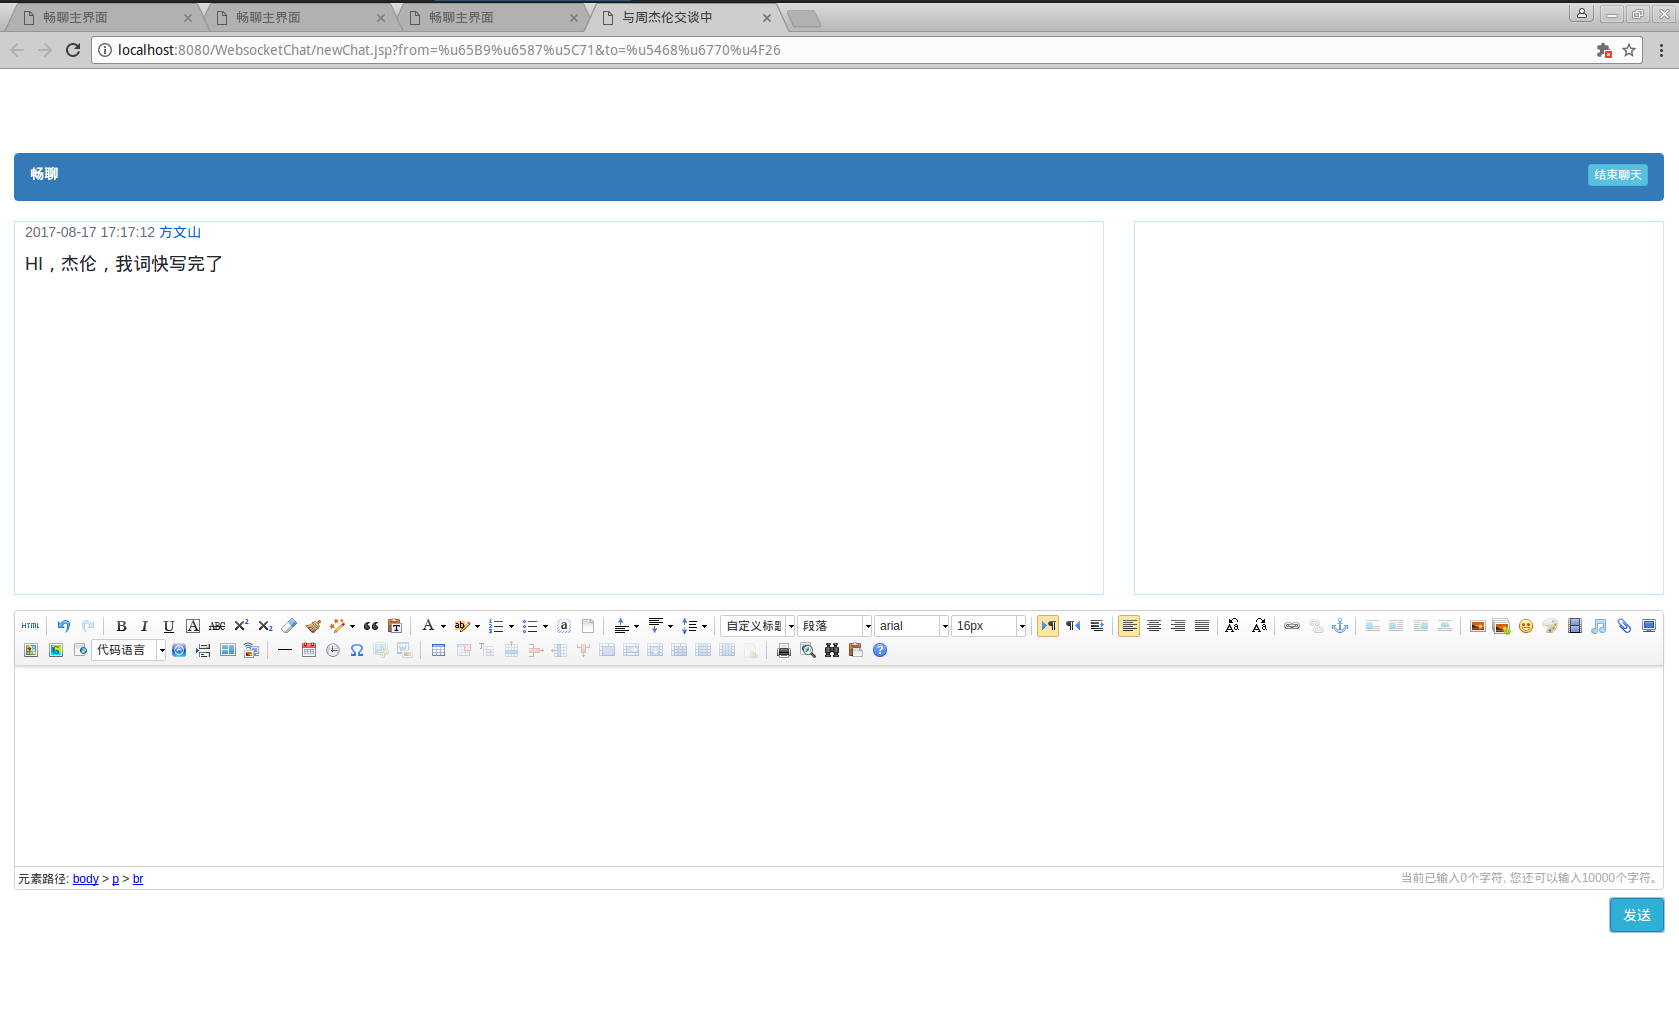 畅聊主界面 畅聊主界面 畅聊主界面 与周杰伦交谈中
localhost:8080/WebsocketChat/newChat.jsp?from=%u65B9%u6587%u5C71&to=%u5468%u6770%u4F26
畅聊 结束聊天
2017-08-17 17:17:12 方文山
HI，杰伦，我词快写完了
HTML B I U A ABC X² X₂ A ab 自定义标题 段落 arial 16px
代码语言
元素路径: body > p > br 当前已输入0个字符, 您还可以输入10000个字符。
发送